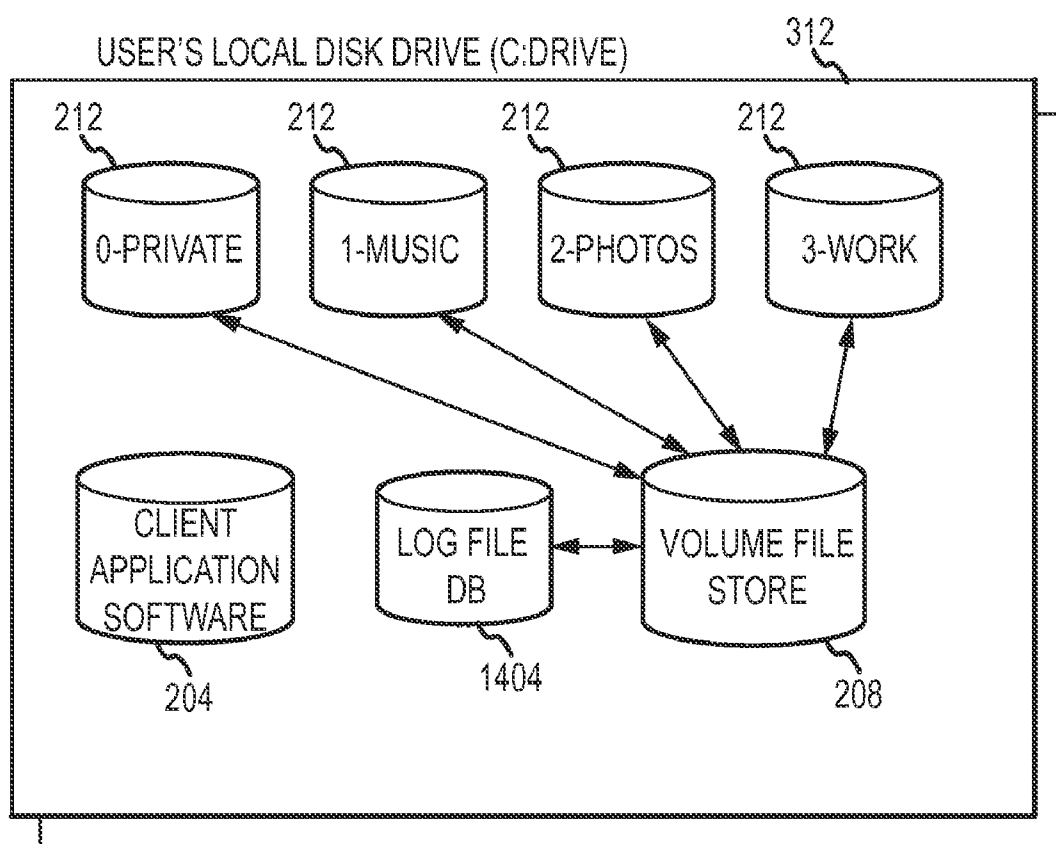 312
USER'S LOCAL DISK DRIVE (C:DRIVE)
212
212
212
212
0-PRIVATE
1-MUSIC
2-PHOTOS
3-WORK
CLIENT
APPLICATION
SOFTWARE
LOG FILE
DB
VOLUME FILE
STORE
204
1404
208